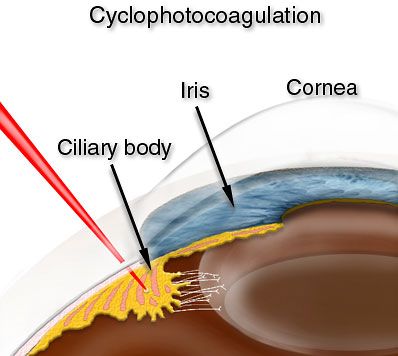 Cyclophotocoagulation
Iris
Cornea
Ciliary body